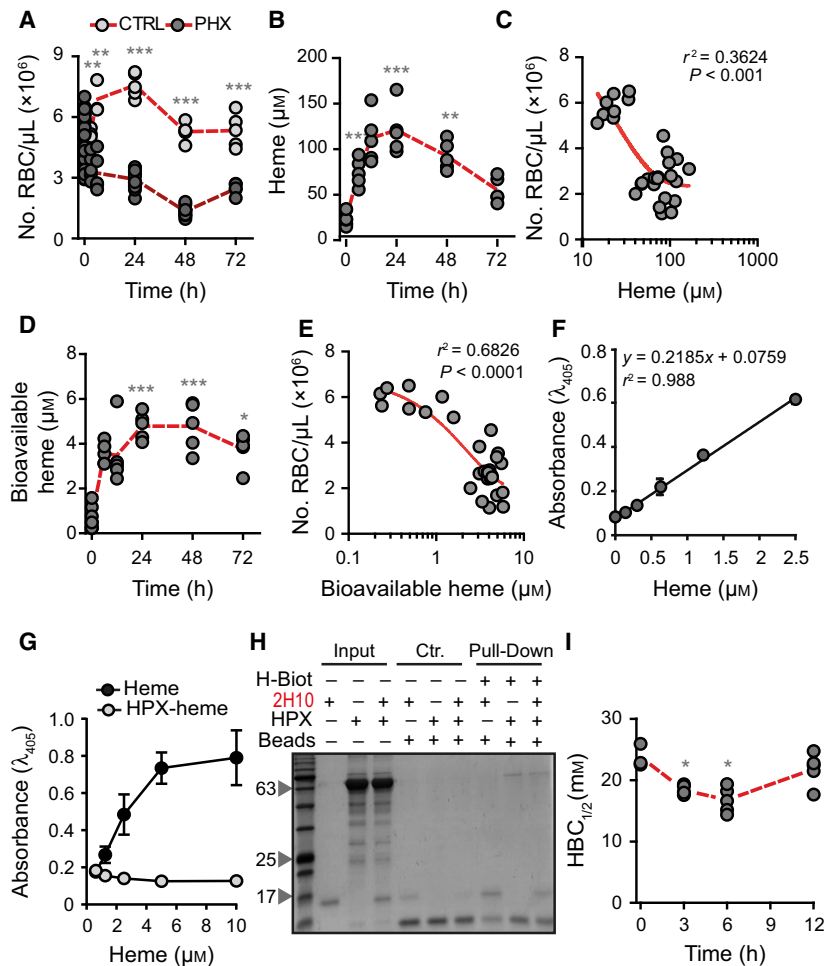 A
CTRL PHX
No. RBC/µL (×10⁶)
9
6
3
0
** ** *** *** ***
0 24 48 72
Time (h)
B
Heme (µM)
200
150
100
50
0
** *** **
0 24 48 72
Time (h)
C
No. RBC/µL (×10⁶)
8
6
4
2
0
r² = 0.3624
P < 0.001
10 100 1000
Heme (µM)
D
Bioavailable
heme (µM)
8
6
4
2
0
*** *** *
0 24 48 72
Time (h)
E
No. RBC/µL (×10⁶)
8
6
4
2
0
r² = 0.6826
P < 0.0001
0.1 1 10
Bioavailable heme (µM)
F
Absorbance (λ₄₀₅)
0.8
0.6
0.4
0.2
0
y = 0.2185x + 0.0759
r² = 0.988
0 0.5 1 1.5 2 2.5
Heme (µM)
G
Heme
HPX-heme
Absorbance (λ₄₀₅)
1.0
0.8
0.6
0.4
0.2
0
0 2 4 6 8 10
Heme (µM)
H
Input Ctr. Pull-Down
H-Biot – – – – – – + + +
2H10 + – + + – + + – +
HPX – + + – + + – + +
Beads – – – + + + + + +
63
25
17
I
HBC1/2 (mM)
30
20
10
0
* *
0 3 6 12
Time (h)